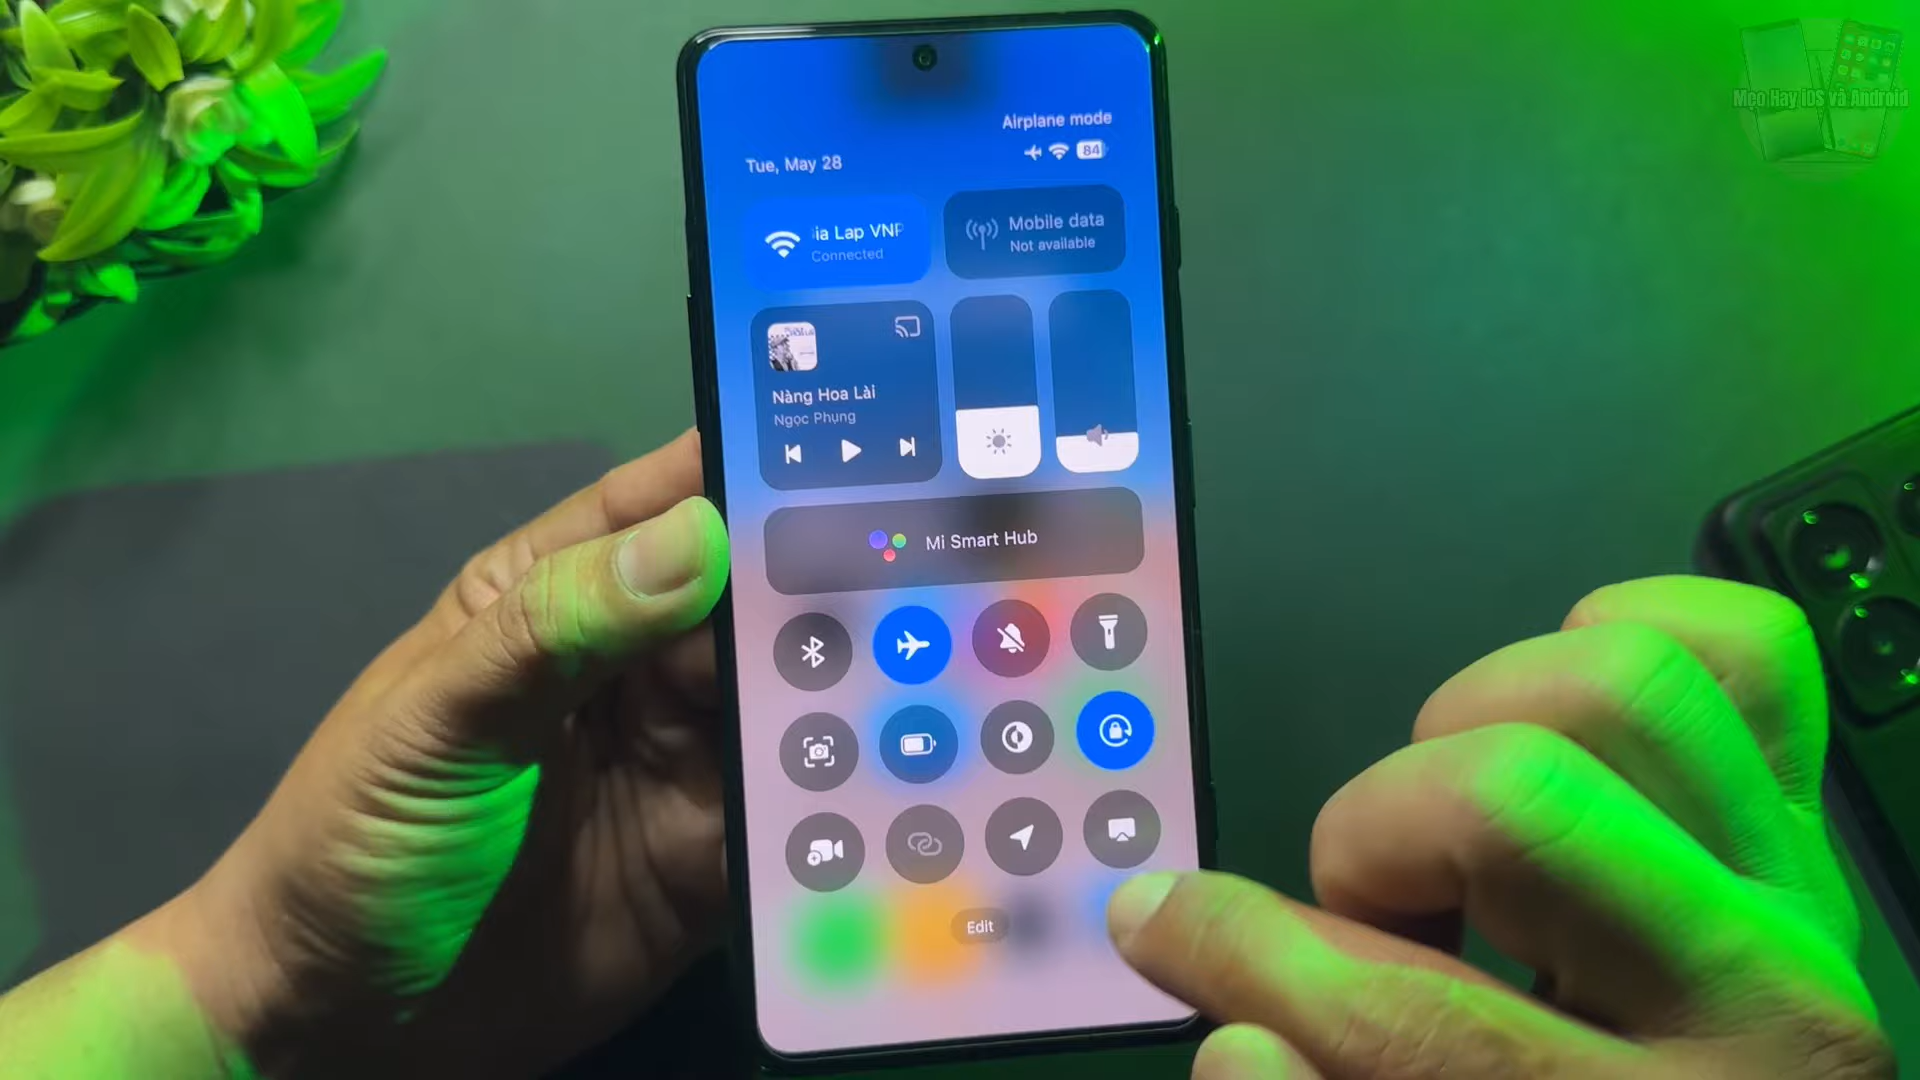 Mẹo Hay iOS và Android
Airplane mode
84
Tue, May 28
ia Lap VNP
Connected
Mobile data
Not available
Nàng Hoa Lài
Ngọc Phụng
Mi Smart Hub
Edit